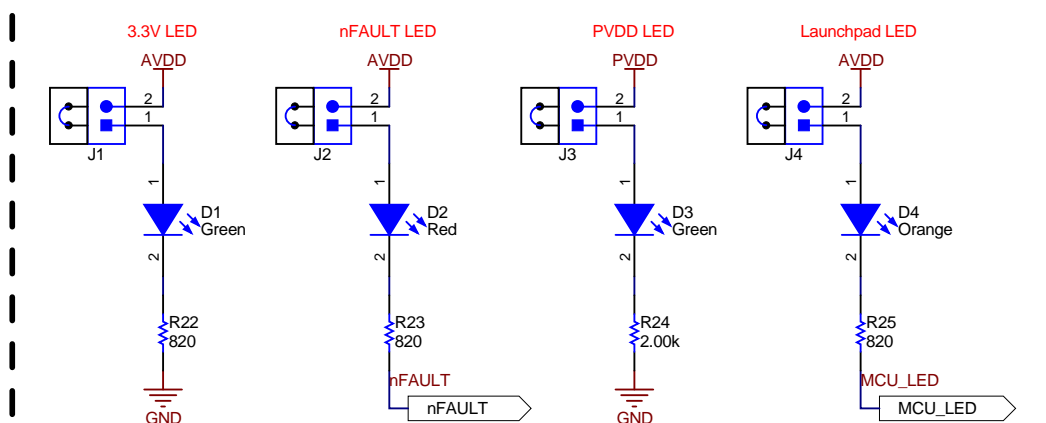 3.3V LED
nFAULT LED
PVDD LED
Launchpad LED
AVDD
AVDD
PVDD
AVDD
2
1
J1
2
1
J2
2
1
J3
2
1
J4
1
D1
Green
2
1
D2
Red
2
1
D3
Green
2
1
D4
Orange
2
R22
820
R23
820
R24
2.00k
R25
820
GND
nFAULT
nFAULT
GND
MCU_LED
MCU_LED